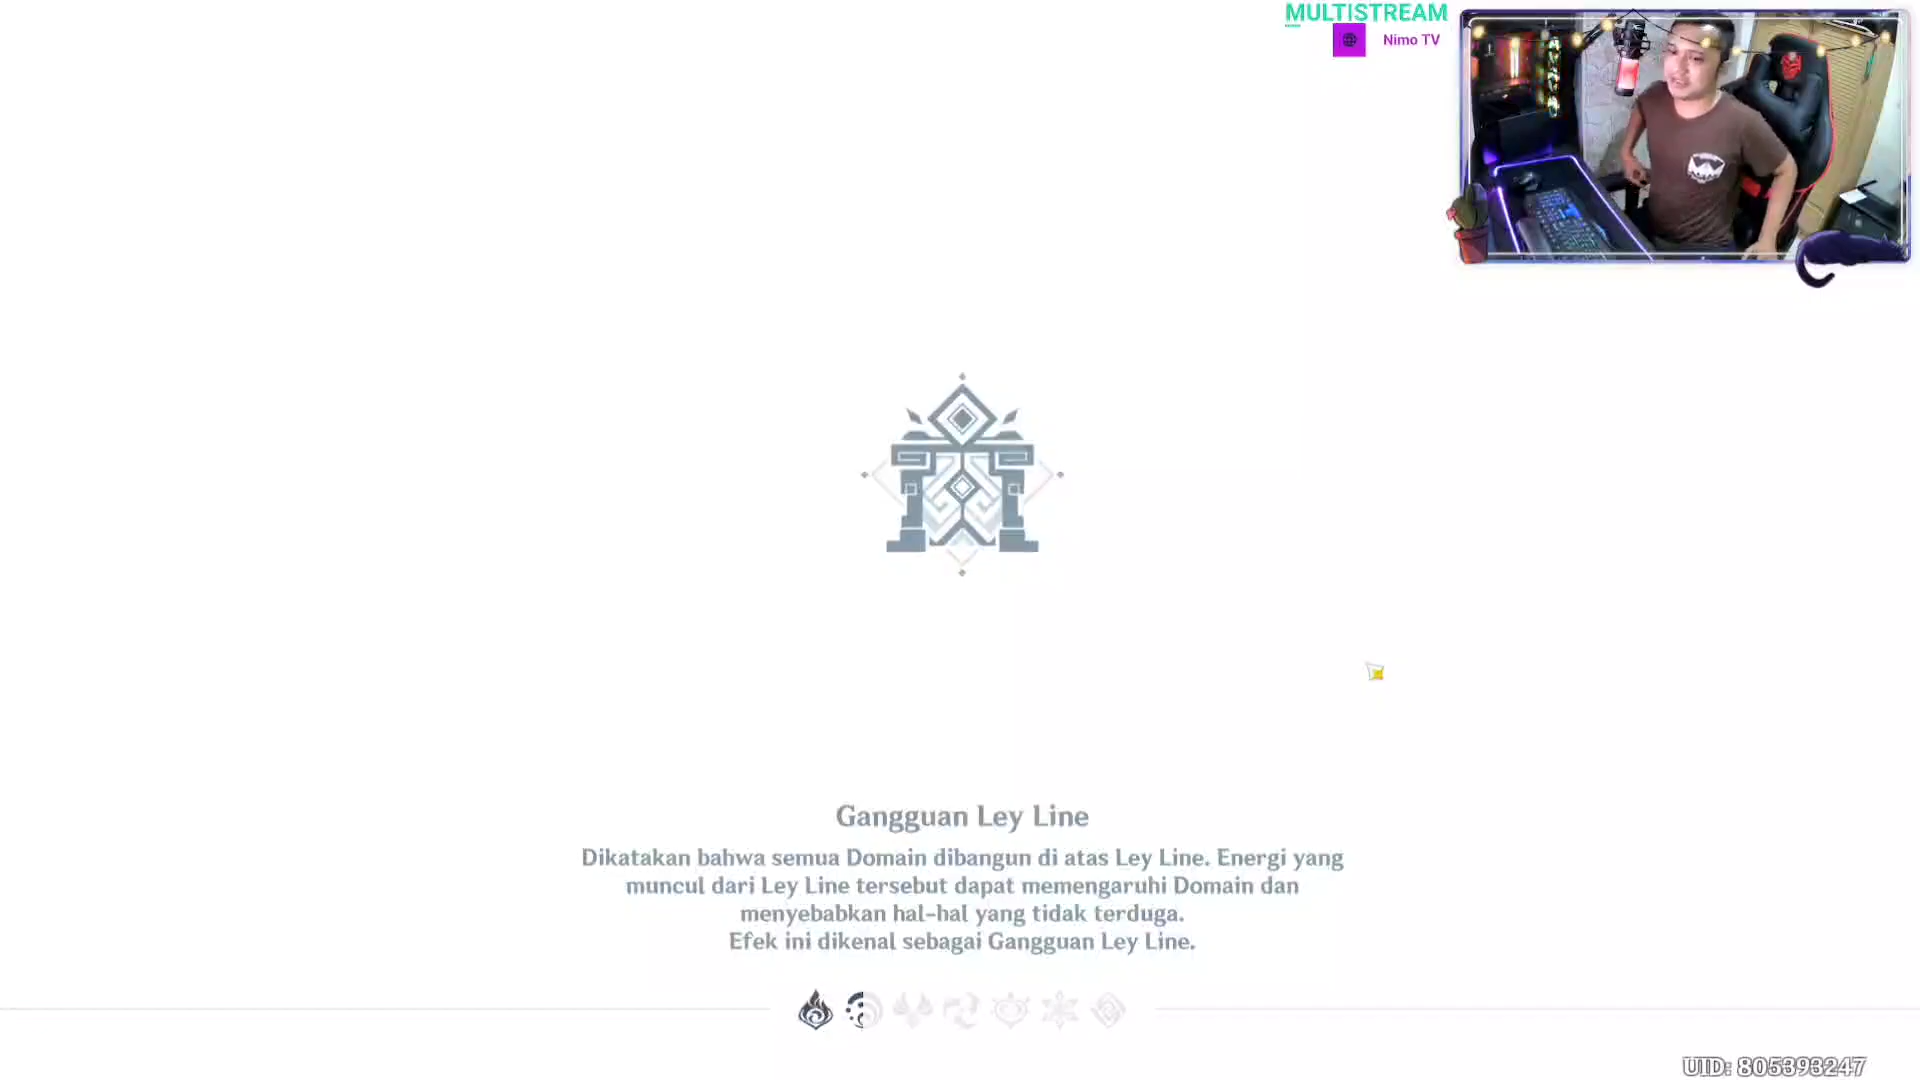 MULTISTREAM
Nimo TV
Gangguan Ley Line
Dikatakan bahwa semua Domain dibangun di atas Ley Line. Energi yang
muncul dari Ley Line tersebut dapat memengaruhi Domain dan
menyebabkan hal-hal yang tidak terduga.
Efek ini dikenal sebagai Gangguan Ley Line.
UID: 805393247